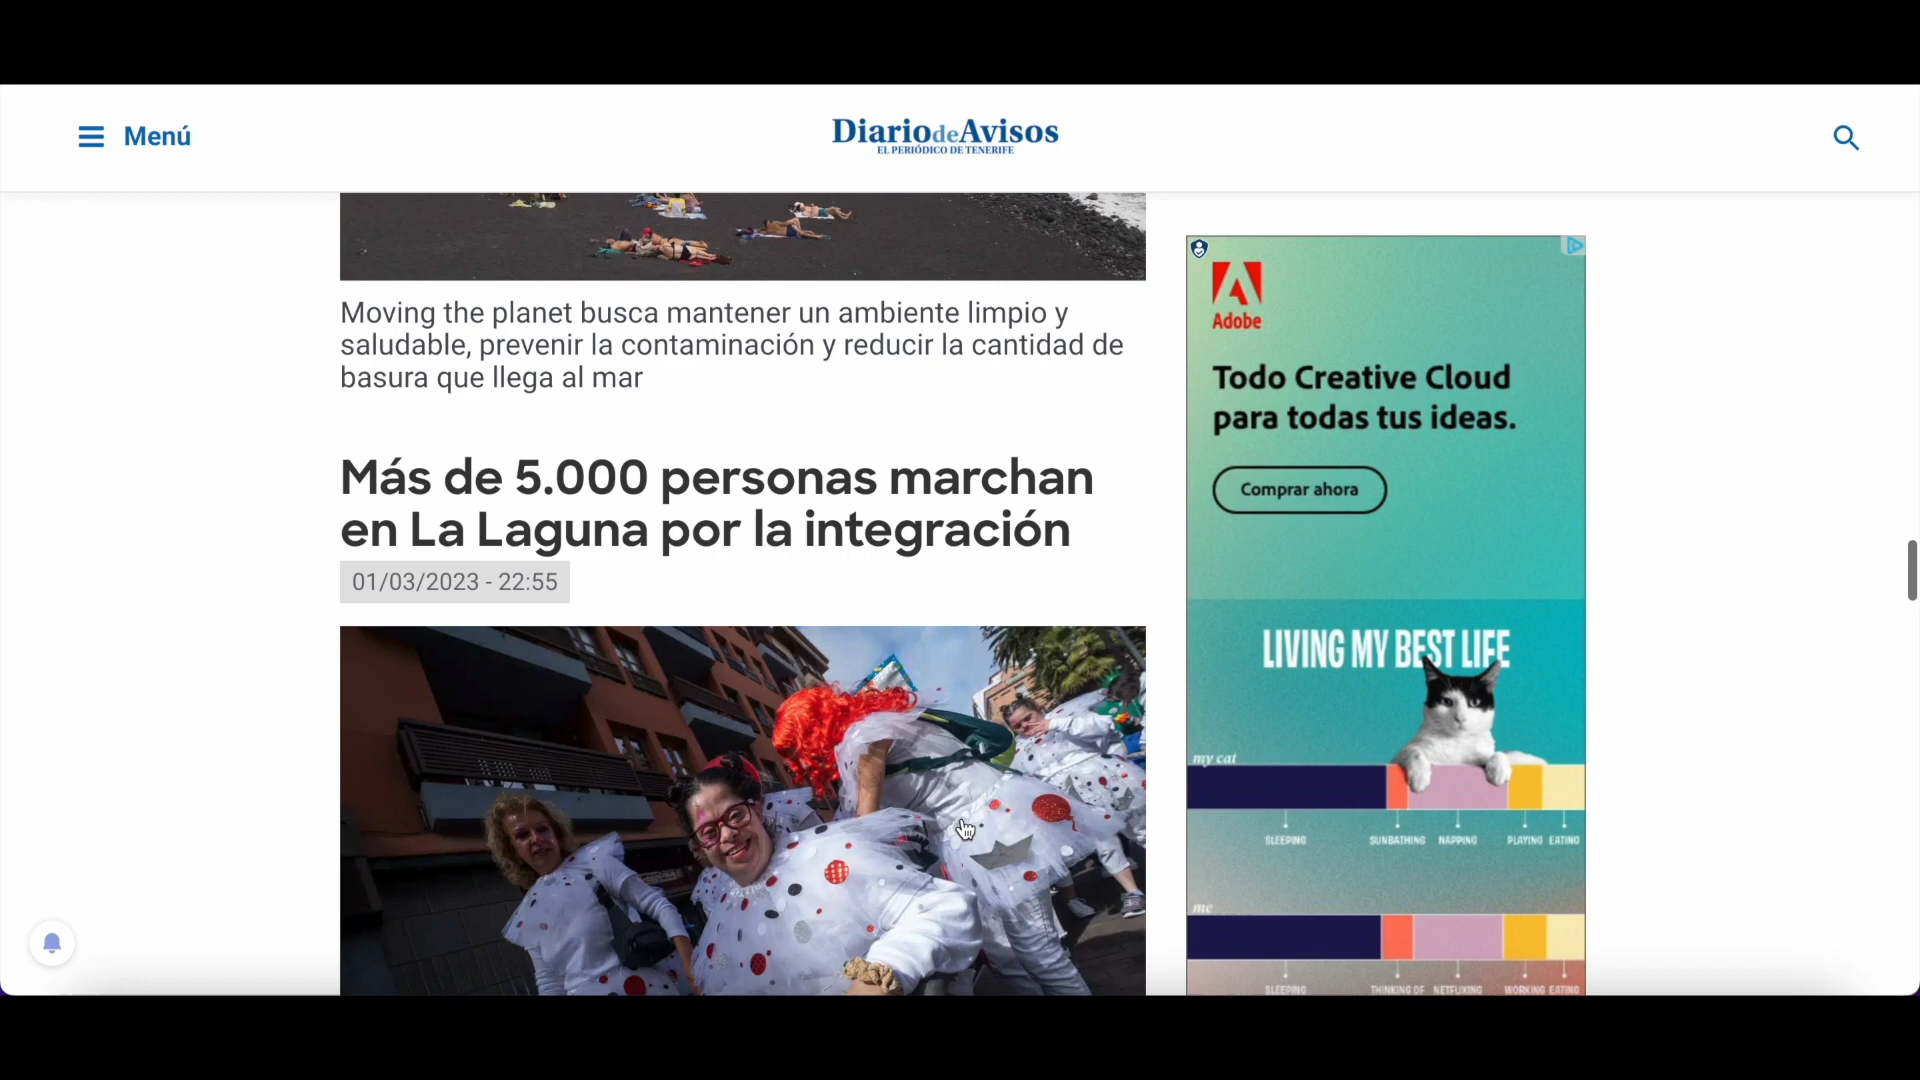 Menú
DiariodeAvisos
EL PERIÓDICO DE TENERIFE
Moving the planet busca mantener un ambiente limpio y
saludable, prevenir la contaminación y reducir la cantidad de
basura que llega al mar
Más de 5.000 personas marchan
en La Laguna por la integración
01/03/2023 - 22:55
Adobe
Todo Creative Cloud
para todas tus ideas.
Comprar ahora
LIVING MY BEST LIFE
my cat
SLEEPING SUNBATHING NAPPING PLAYING EATING
me
SLEEPING THINKING OF NETFLIXING WORKING EATING